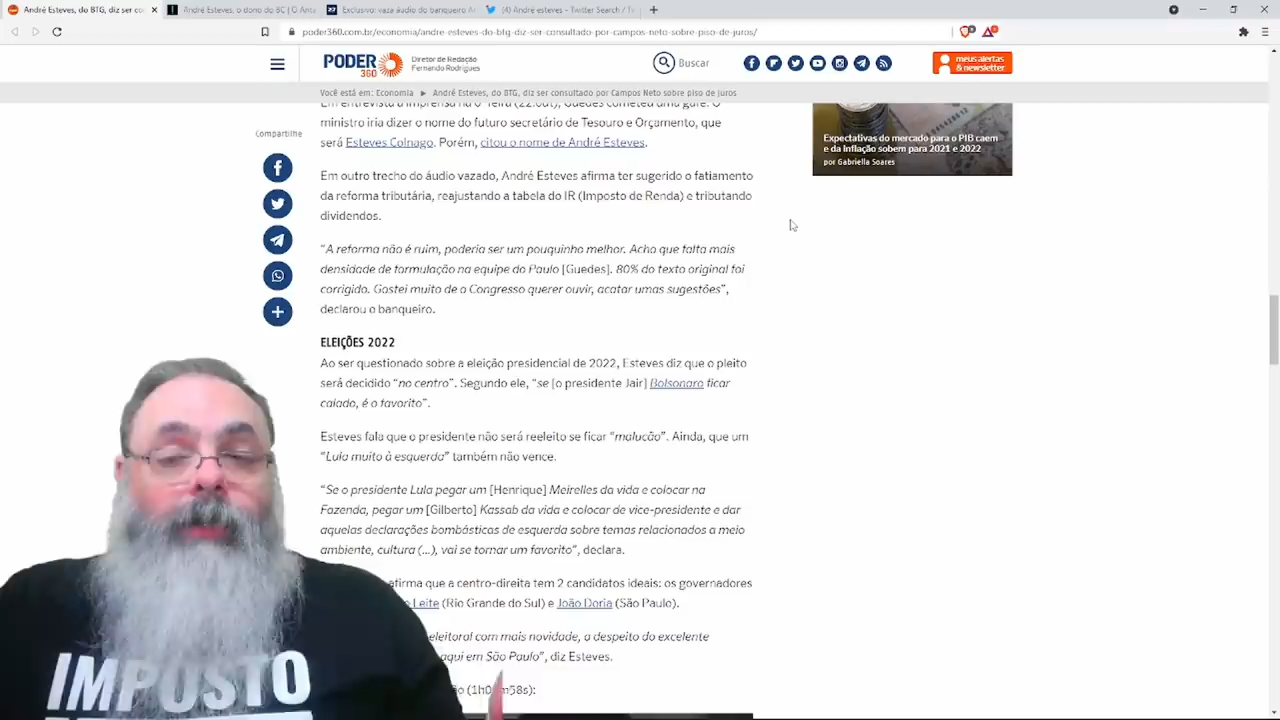 André Esteves, do BTG, diz ser co
André Esteves, o dono do BC | O Anta
Exclusivo: vaza áudio do banqueiro A
(4) André esteves - Twitter Search / Tw
poder360.com.br/economia/andre-esteves-do-btg-diz-ser-consultado-por-campos-neto-sobre-piso-de-juros/
PODER
360
Diretor de Redação
Fernando Rodrigues
Buscar
meus alertas
& newsletter
Você está em: Economia ▶ André Esteves, do BTG, diz ser consultado por Campos Neto sobre piso de juros
Compartilhe
ministro iria dizer o nome do futuro secretário de Tesouro e Orçamento, que
será Esteves Colnago. Porém, citou o nome de André Esteves.
Em outro trecho do áudio vazado, André Esteves afirma ter sugerido o fatiamento
da reforma tributária, reajustando a tabela do IR (Imposto de Renda) e tributando
dividendos.
"A reforma não é ruim, poderia ser um pouquinho melhor. Acho que falta mais
densidade de formulação na equipe do Paulo [Guedes]. 80% do texto original foi
corrigido. Gostei muito de o Congresso querer ouvir, acatar umas sugestões",
declarou o banqueiro.
ELEIÇÕES 2022
Ao ser questionado sobre a eleição presidencial de 2022, Esteves diz que o pleito
será decidido "no centro". Segundo ele, "se [o presidente Jair] Bolsonaro ficar
calado, é o favorito".
Esteves fala que o presidente não será reeleito se ficar "malucão". Ainda, que um
"Lula muito à esquerda" também não vence.
"Se o presidente Lula pegar um [Henrique] Meirelles da vida e colocar na
Fazenda, pegar um [Gilberto] Kassab da vida e colocar de vice-presidente e dar
aquelas declarações bombásticas de esquerda sobre temas relacionados a meio
ambiente, cultura (...), vai se tornar um favorito", declara.
afirma que a centro-direita tem 2 candidatos ideais: os governadores
Leite (Rio Grande do Sul) e João Doria (São Paulo).
eleitoral com mais novidade, a despeito do excelente
aqui em São Paulo", diz Esteves.
Expectativas do mercado para o PIB caem
e da inflação sobem para 2021 e 2022
por Gabriella Soares
IMPOSTO